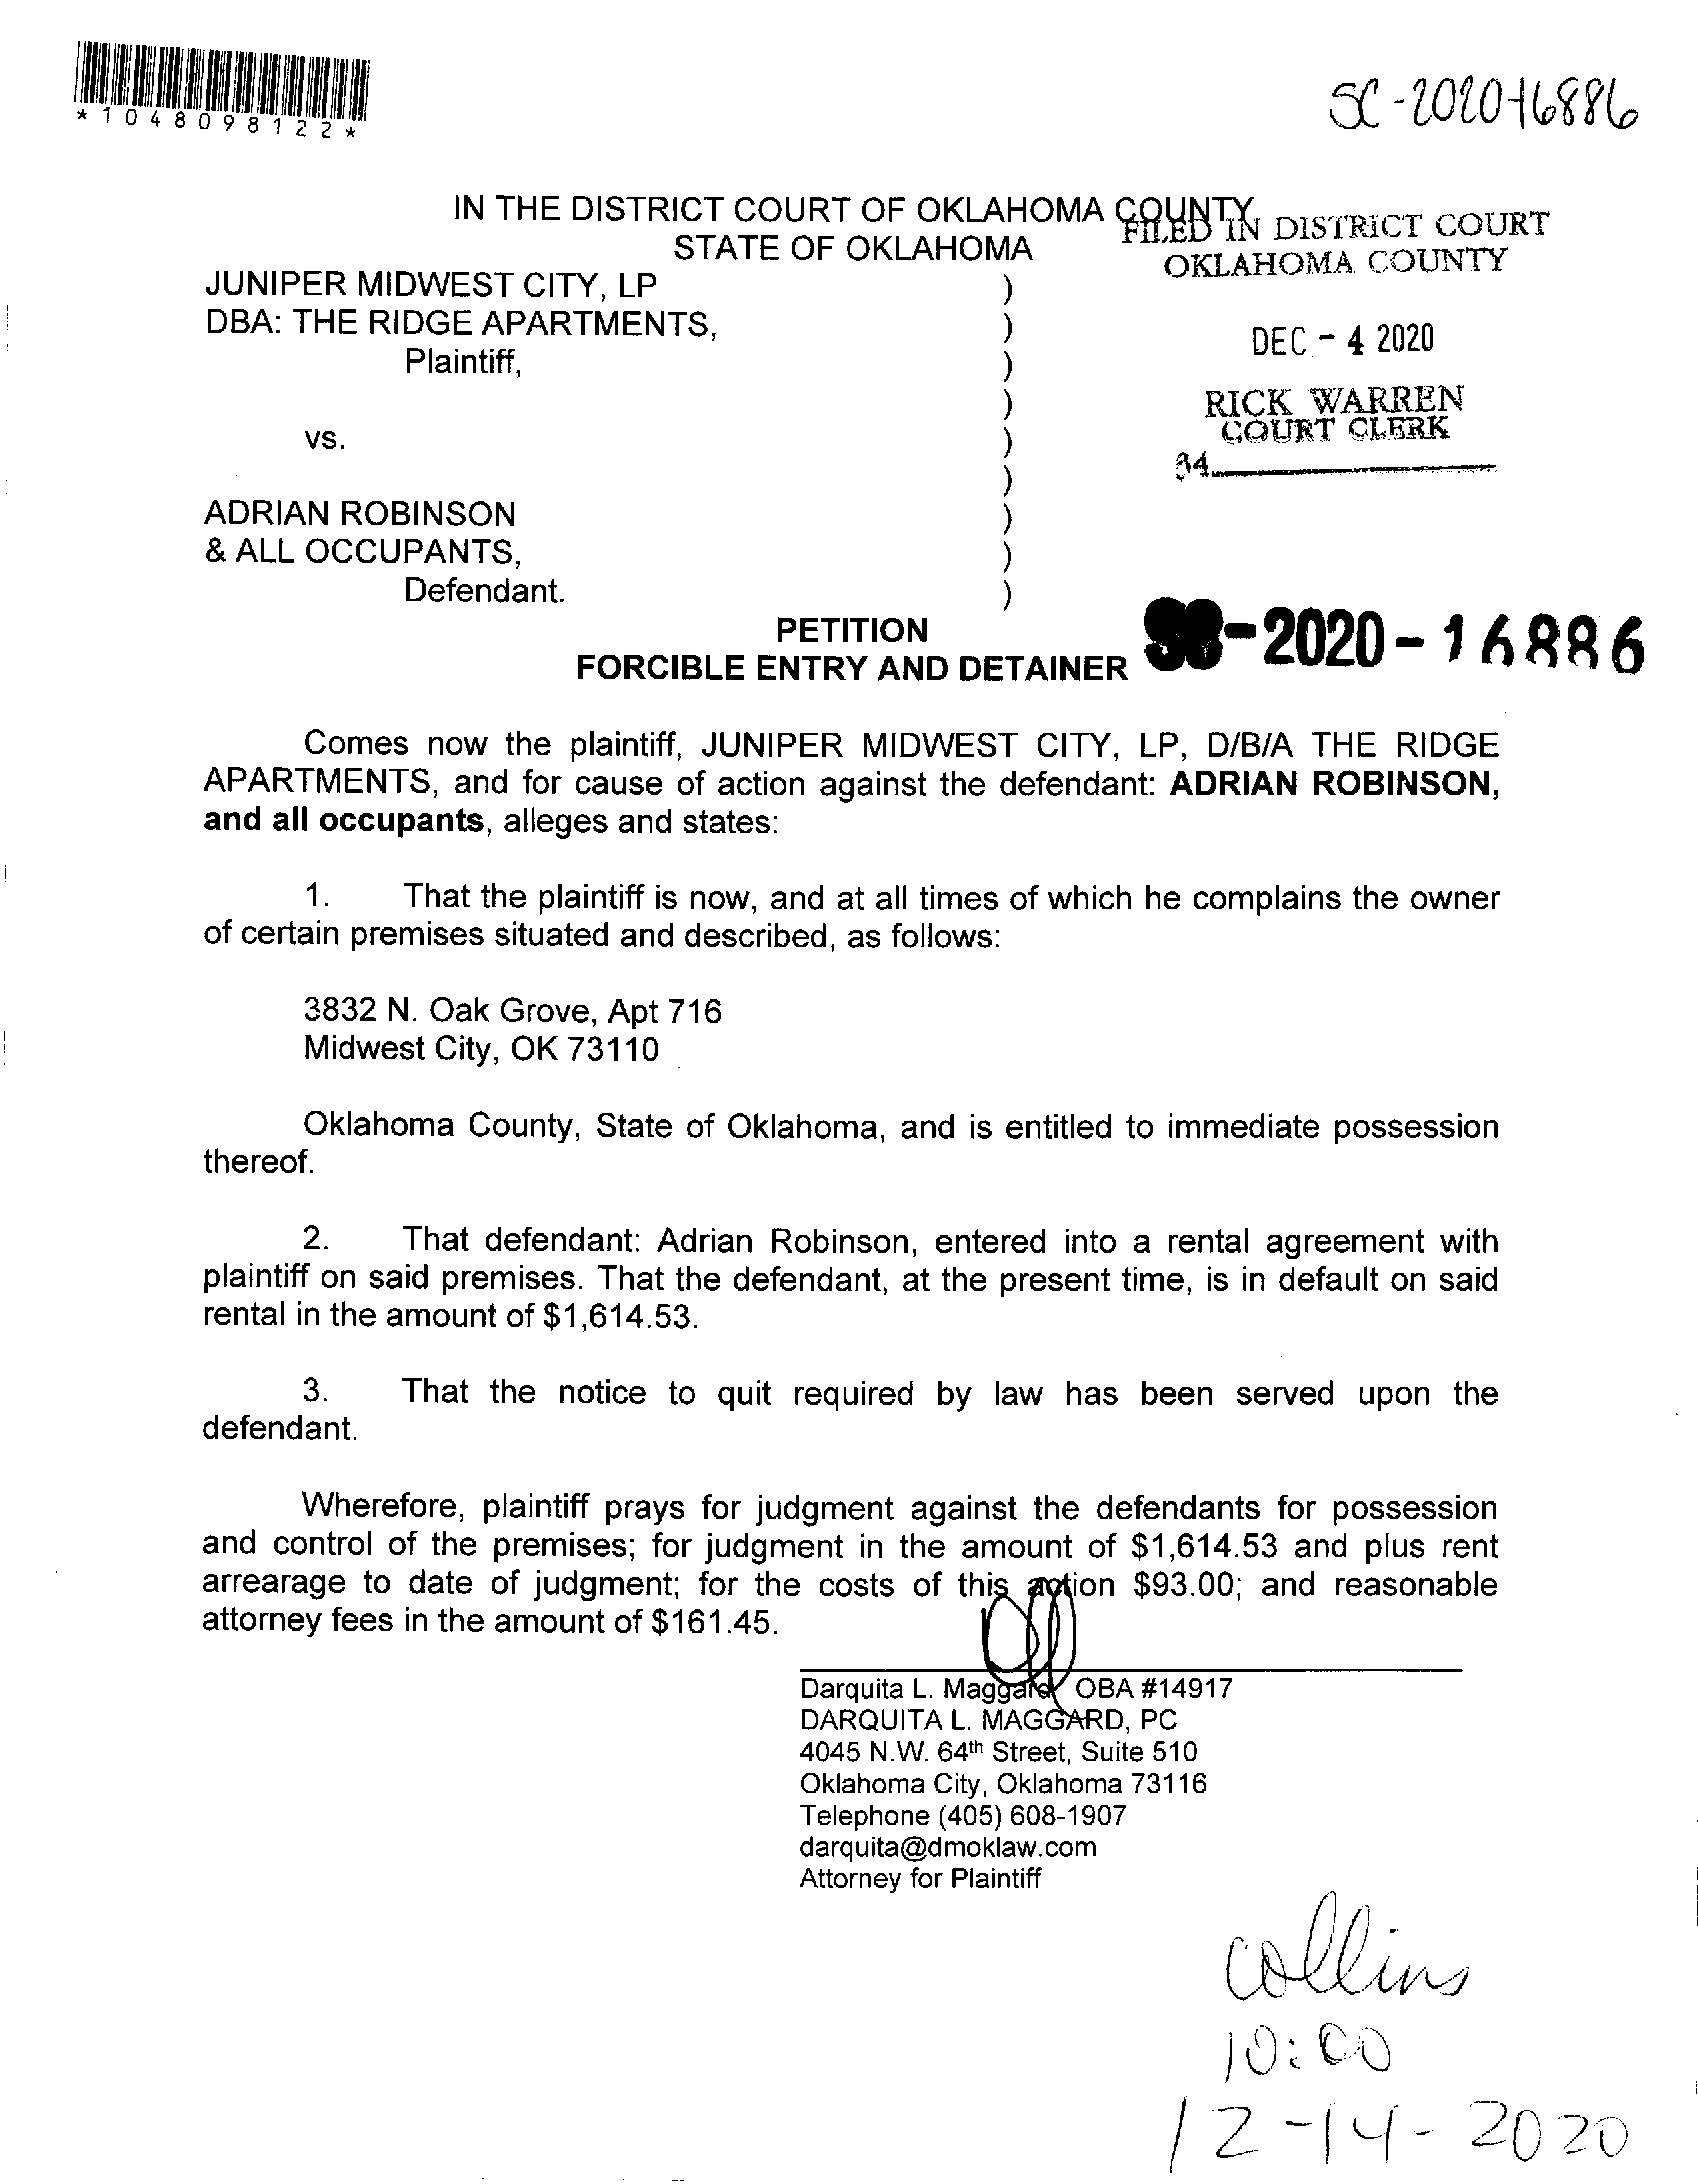 *1048098122*
SC-2020-16886
IN THE DISTRICT COURT OF OKLAHOMA COUNTY
STATE OF OKLAHOMA
FILED IN DISTRICT COURT
OKLAHOMA COUNTY
DEC - 4 2020
RICK WARREN
COURT CLERK
34
JUNIPER MIDWEST CITY, LP )
DBA: THE RIDGE APARTMENTS, )
Plaintiff, )
)
vs. )
)
ADRIAN ROBINSON )
& ALL OCCUPANTS, )
Defendant. )
PETITION
FORCIBLE ENTRY AND DETAINER
-2020-16886
Comes now the plaintiff, JUNIPER MIDWEST CITY, LP, D/B/A THE RIDGE
APARTMENTS, and for cause of action against the defendant: ADRIAN ROBINSON,
and all occupants, alleges and states:
1. That the plaintiff is now, and at all times of which he complains the owner
of certain premises situated and described, as follows:
3832 N. Oak Grove, Apt 716
Midwest City, OK 73110
Oklahoma County, State of Oklahoma, and is entitled to immediate possession
thereof.
2. That defendant: Adrian Robinson, entered into a rental agreement with
plaintiff on said premises. That the defendant, at the present time, is in default on said
rental in the amount of $1,614.53.
3. That the notice to quit required by law has been served upon the
defendant.
Wherefore, plaintiff prays for judgment against the defendants for possession
and control of the premises; for judgment in the amount of $1,614.53 and plus rent
arrearage to date of judgment; for the costs of this action $93.00; and reasonable
attorney fees in the amount of $161.45.
Darquita L. Maggard OBA #14917
DARQUITA L. MAGGARD, PC
4045 N.W. 64th Street, Suite 510
Oklahoma City, Oklahoma 73116
Telephone (405) 608-1907
darquita@dmoklaw.com
Attorney for Plaintiff
Collins
10:00
12-14-2020